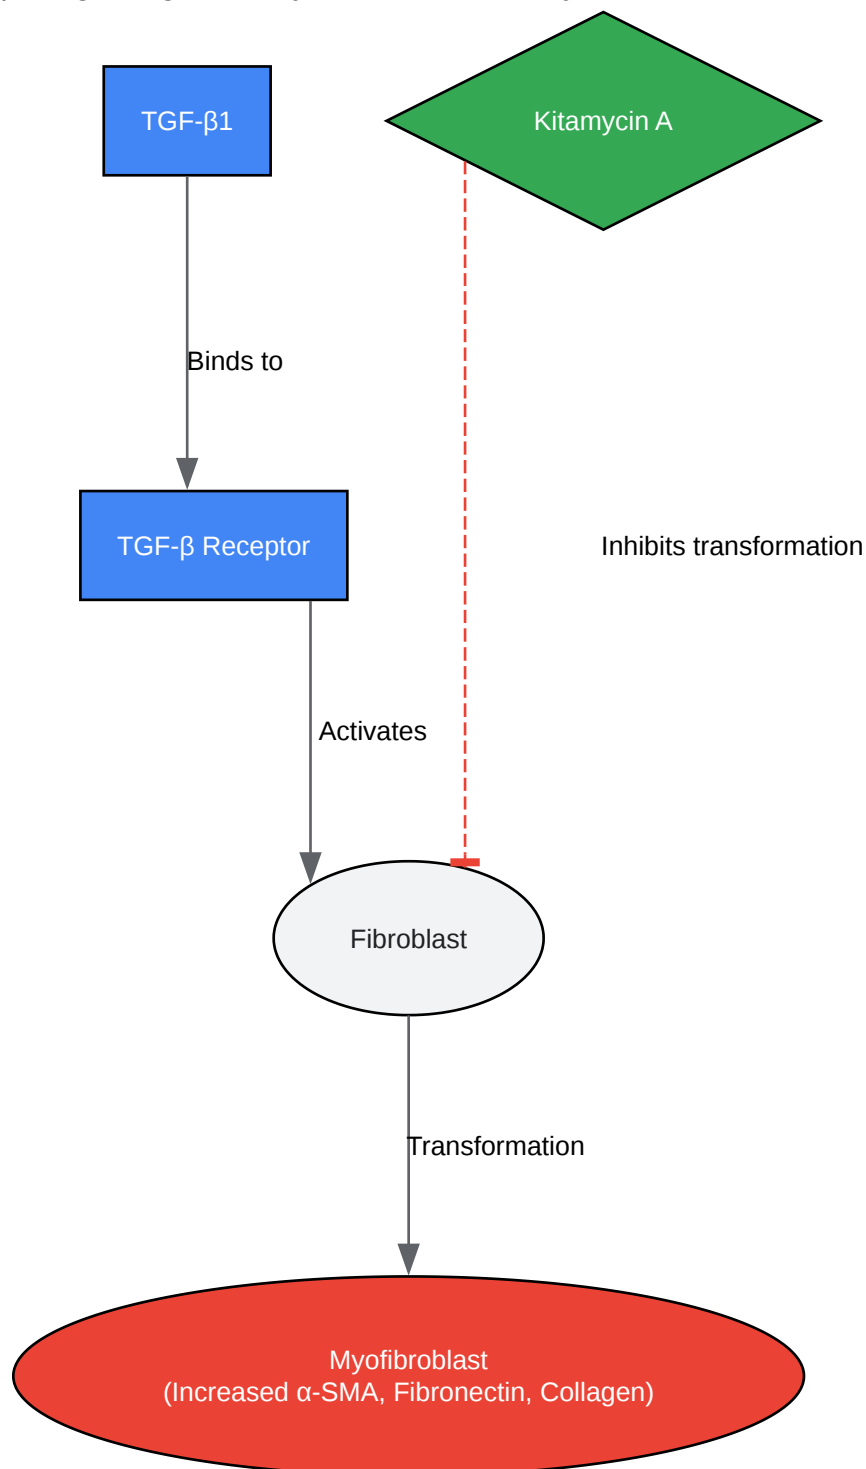 TGF-β1
Kitamycin A
Binds to
TGF-β Receptor
Inhibits transformation
Activates
Fibroblast
Transformation
Myofibroblast
(Increased α-SMA, Fibronectin, Collagen)